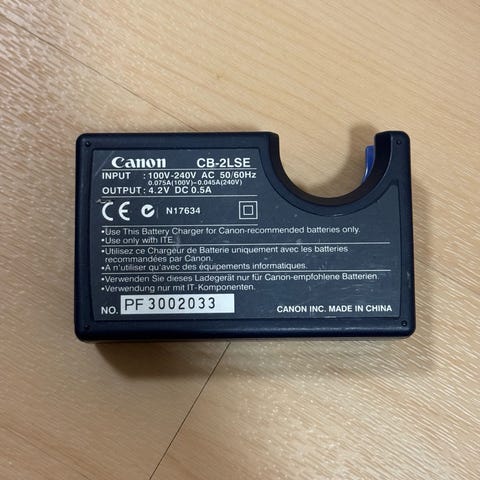 Canon CB-2LSE
INPUT : 100V-240V AC 50/60Hz
0.075A(100V)-0.045A(240V)
OUTPUT : 4.2V DC 0.5A
CE N17634
•Use This Battery Charger for Canon-recommended batteries only.
•Use only with ITE.
•Utilisez ce Chargeur de Batterie uniquement avec les batteries
recommandées par Canon.
•A n'utiliser qu'avec des équipements informatiques.
•Verwenden Sie dieses Ladegerät nur für Canon-empfohlene Batterien
•Verwendung nur mit IT-Komponenten.
NO. PF3002033 CANON INC. MADE IN CHINA